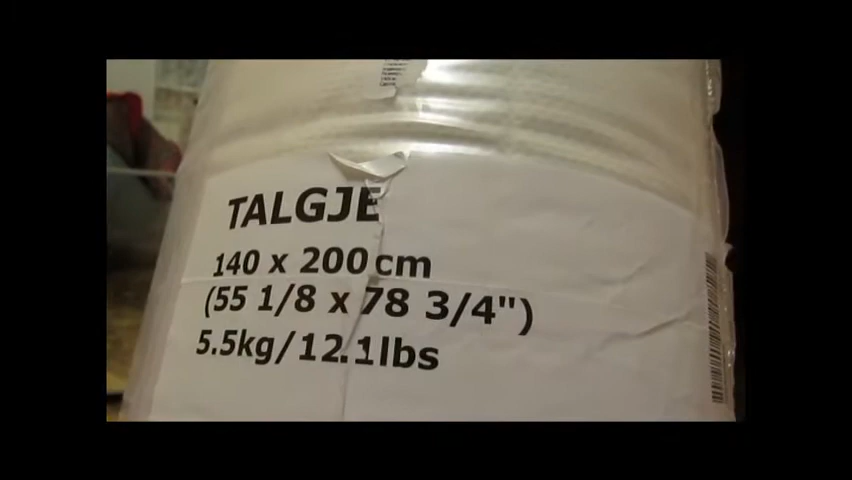 TALGJE
140 x 200 cm
(55 1/8 x 78 3/4")
5.5kg/12.1lbs